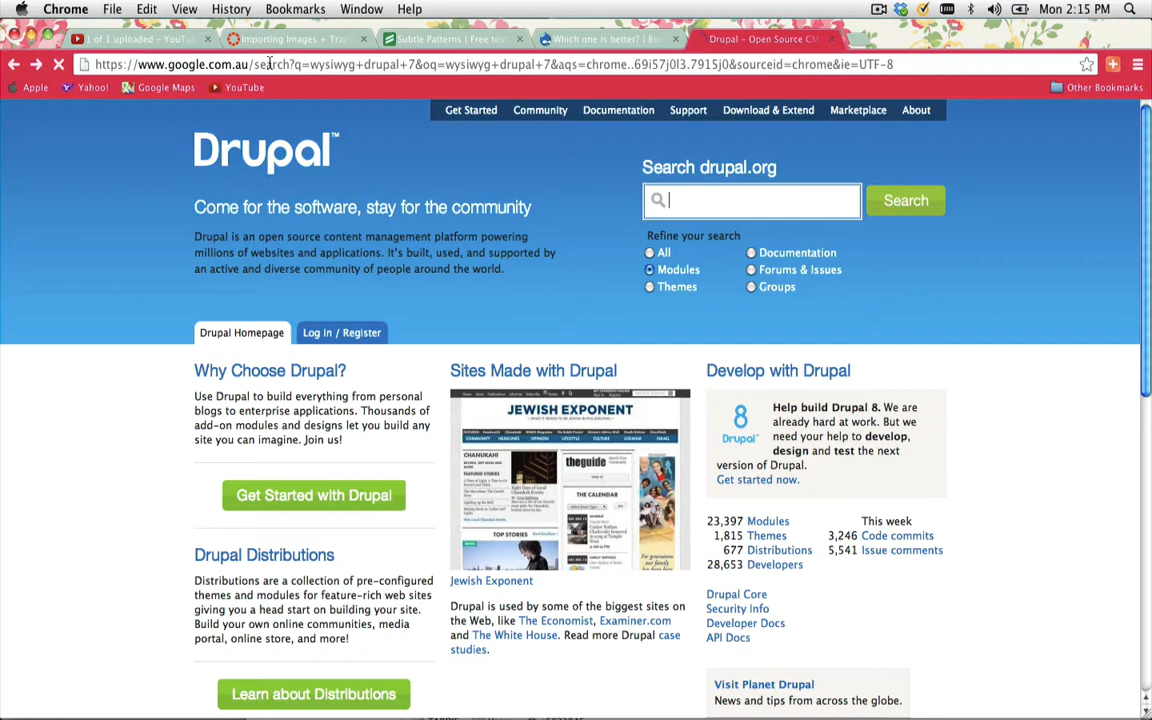 Chrome File Edit View History Bookmarks Window Help Mon 2:15 PM
1 of 1 uploaded - YouTu
Importing Images + Trac
Subtle Patterns | Free text
Which one is better? | Bu
Drupal - Open Source CM
https://www.google.com.au/search?q=wysiwyg+drupal+7&oq=wysiwyg+drupal+7&aqs=chrome..69i57j0l3.7915j0&sourceid=chrome&ie=UTF-8
Apple Yahoo! Google Maps YouTube Other Bookmarks
Get Started Community Documentation Support Download & Extend Marketplace About
Drupal™
Search drupal.org
Search
Come for the software, stay for the community
Drupal is an open source content management platform powering
millions of websites and applications. It's built, used, and supported by
an active and diverse community of people around the world.
Refine your search
All Documentation
Modules Forums & Issues
Themes Groups
Drupal Homepage Log in / Register
Why Choose Drupal?
Use Drupal to build everything from personal
blogs to enterprise applications. Thousands of
add-on modules and designs let you build any
site you can imagine. Join us!
Get Started with Drupal
Drupal Distributions
Distributions are a collection of pre-configured
themes and modules for feature-rich web sites
giving you a head start on building your site.
Build your own online communities, media
portal, online store, and more!
Learn about Distributions
Sites Made with Drupal
JEWISH EXPONENT
CHANUKAHI
RECIPES, ART MUCH
theguide
THE CALENDAR
TOP STORIES
Jewish Exponent
Drupal is used by some of the biggest sites on
the Web, like The Economist, Examiner.com
and The White House. Read more Drupal case
studies.
Develop with Drupal
8
Drupal™
Help build Drupal 8. We are
already hard at work. But we
need your help to develop,
design and test the next
version of Drupal.
Get started now.
23,397 Modules This week
1,815 Themes 3,246 Code commits
677 Distributions 5,541 Issue comments
28,653 Developers
Drupal Core
Security Info
Developer Docs
API Docs
Visit Planet Drupal
News and tips from across the globe.